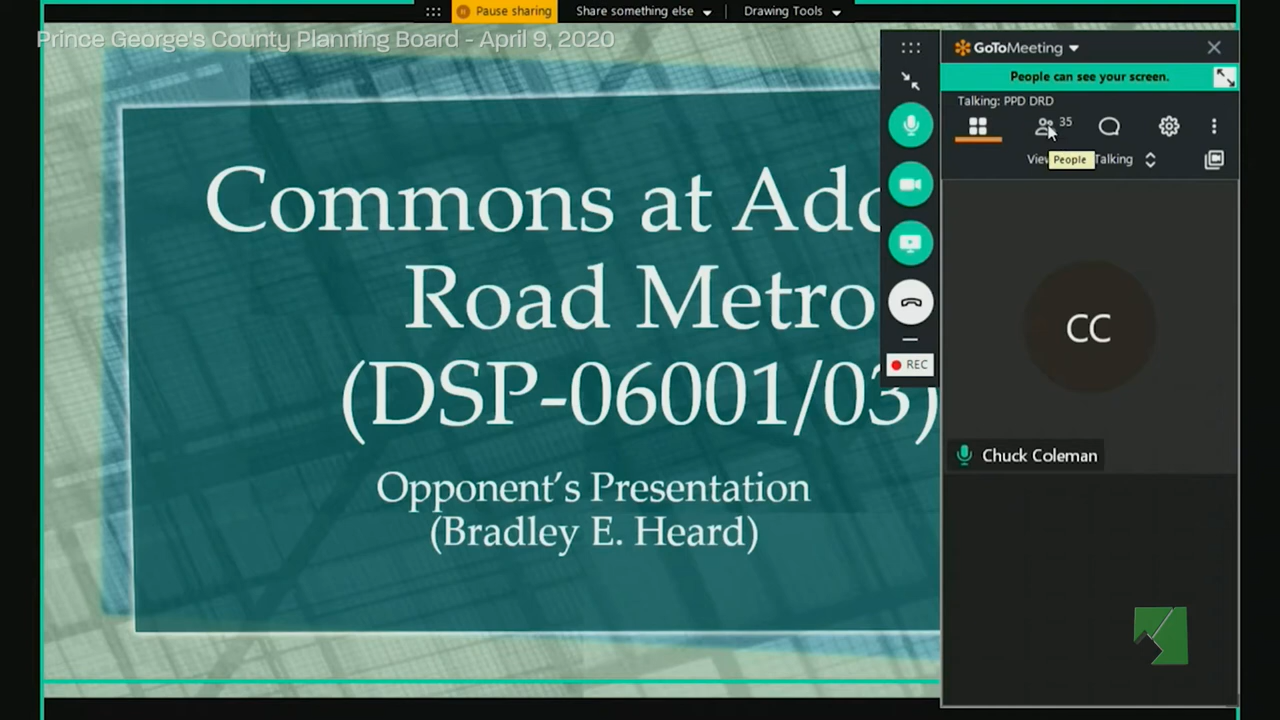 Pause sharing
Share something else
Drawing Tools
Prince George's County Planning Board - April 9, 2020
GoToMeeting
People can see your screen.
Talking: PPD DRD
35
View
People
Talking
Commons at Add
Road Metro
(DSP-06001/03)
Opponent's Presentation
(Bradley E. Heard)
REC
CC
Chuck Coleman